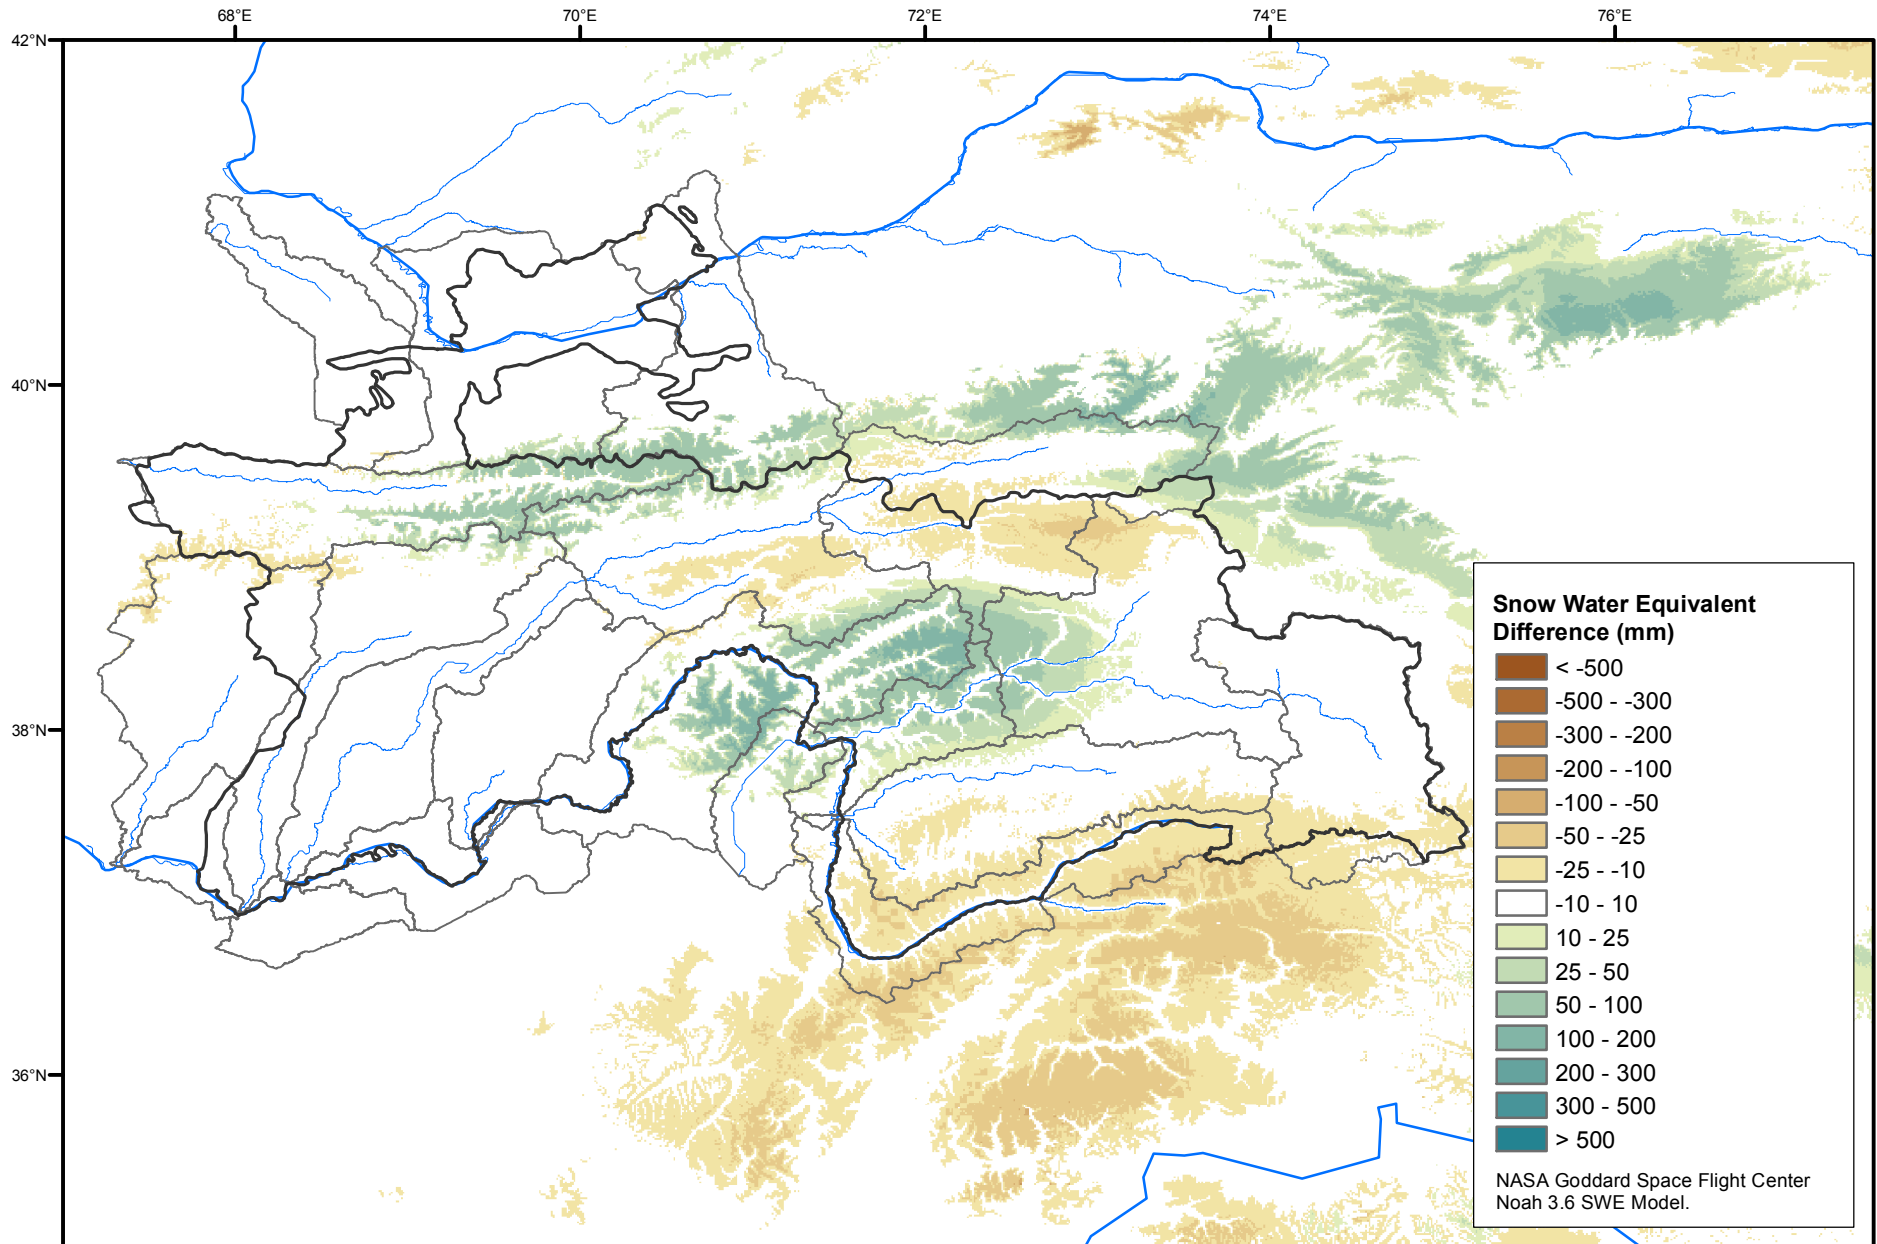 68°E 70°E 72°E 74°E 76°E
42°N
40°N
38°N
36°N
Snow Water Equivalent
Difference (mm)
< -500
-500 - -300
-300 - -200
-200 - -100
-100 - -50
-50 - -25
-25 - -10
-10 - 10
10 - 25
25 - 50
50 - 100
100 - 200
200 - 300
300 - 500
> 500
NASA Goddard Space Flight Center
Noah 3.6 SWE Model.